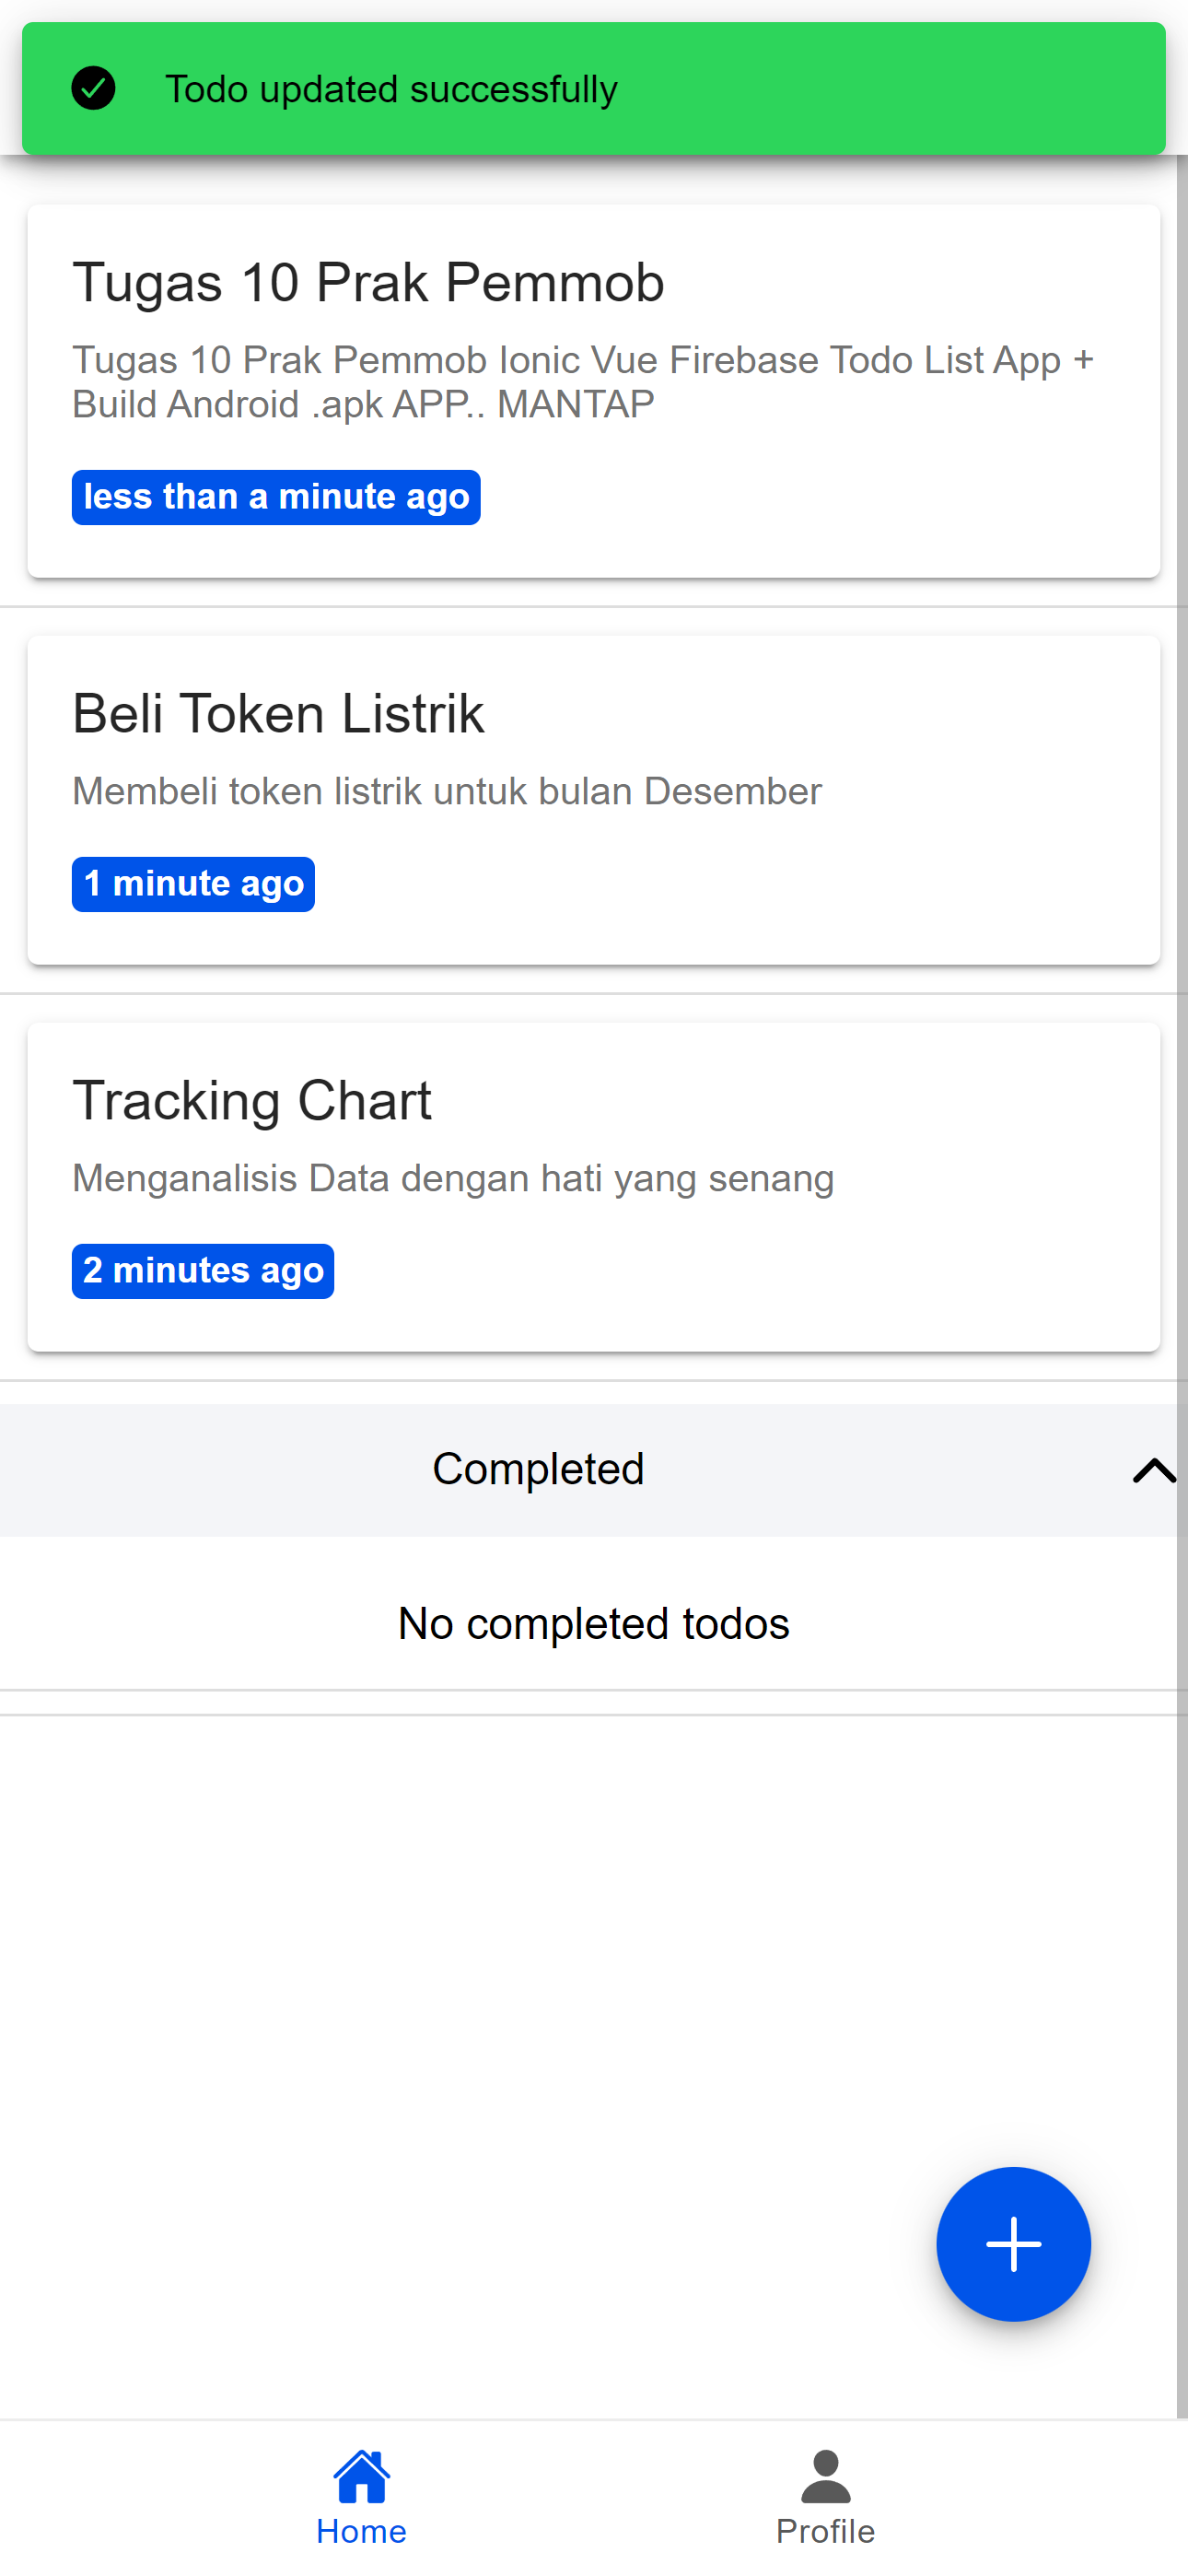 Todo updated successfully
Tugas 10 Prak Pemmob
Tugas 10 Prak Pemmob Ionic Vue Firebase Todo List App +
Build Android .apk APP.. MANTAP
less than a minute ago
Beli Token Listrik
Membeli token listrik untuk bulan Desember
1 minute ago
Tracking Chart
Menganalisis Data dengan hati yang senang
2 minutes ago
Completed
No completed todos
Home
Profile